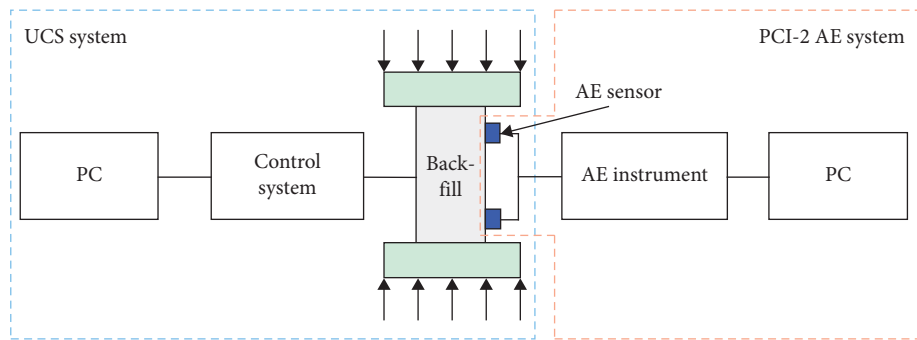 UCS system
PCI-2 AE system
AE sensor
PC
Control
system
Back-
fill
AE instrument
PC